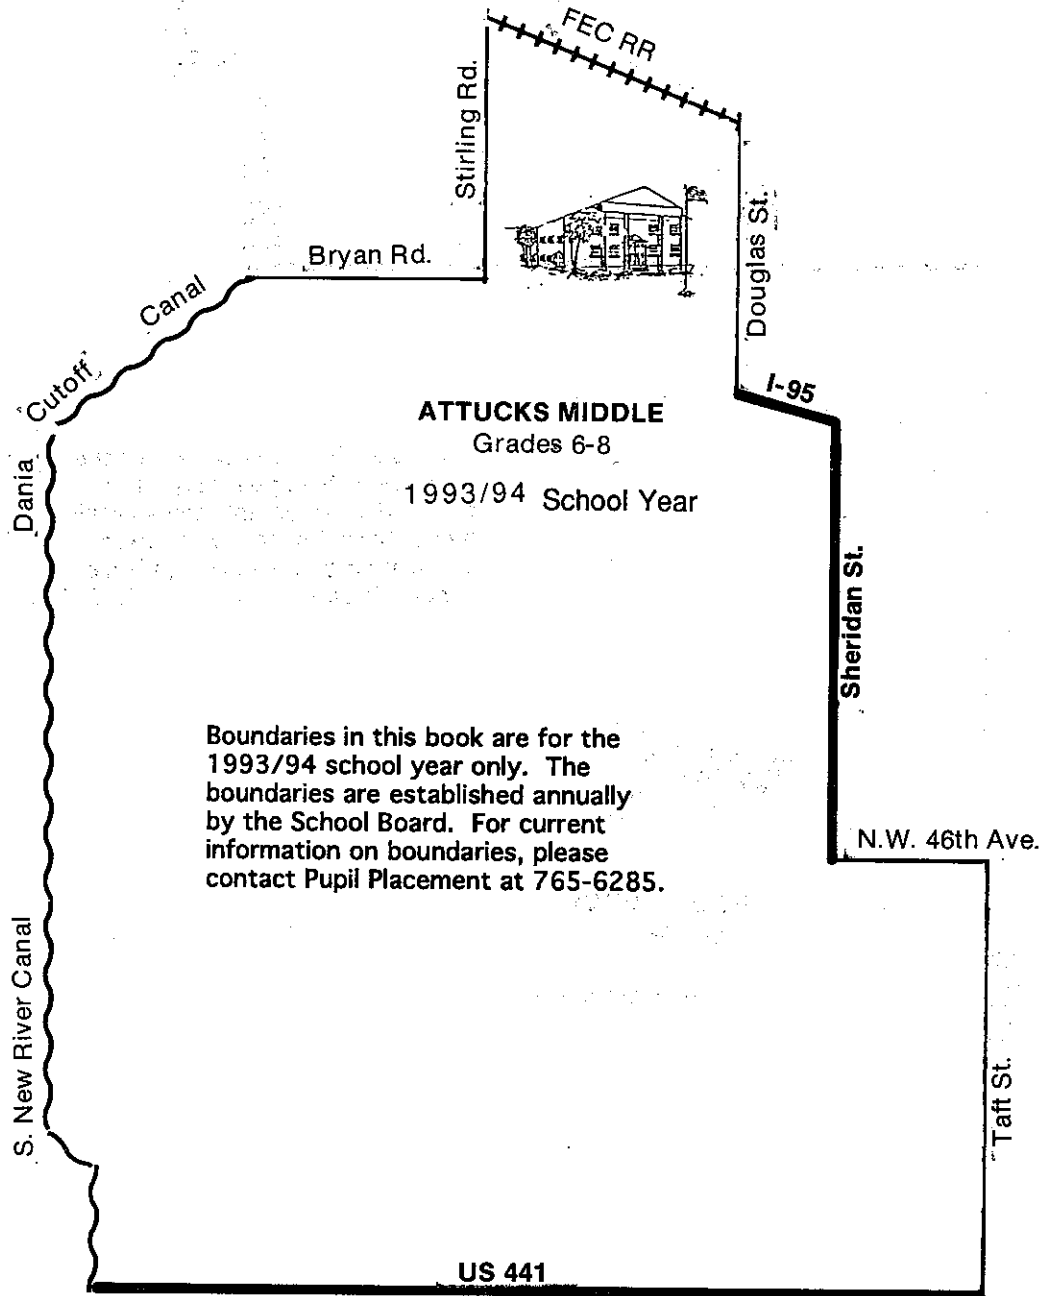 FEC RR
Stirling Rd.
Douglas St.
Bryan Rd.
Dania Cutoff Canal
I-95
ATTUCKS MIDDLE
Grades 6-8
1993/94 School Year
Sheridan St.
Boundaries in this book are for the
1993/94 school year only. The
boundaries are established annually
by the School Board. For current
information on boundaries, please
contact Pupil Placement at 765-6285.
N.W. 46th Ave.
S. New River Canal
Taft St.
US 441